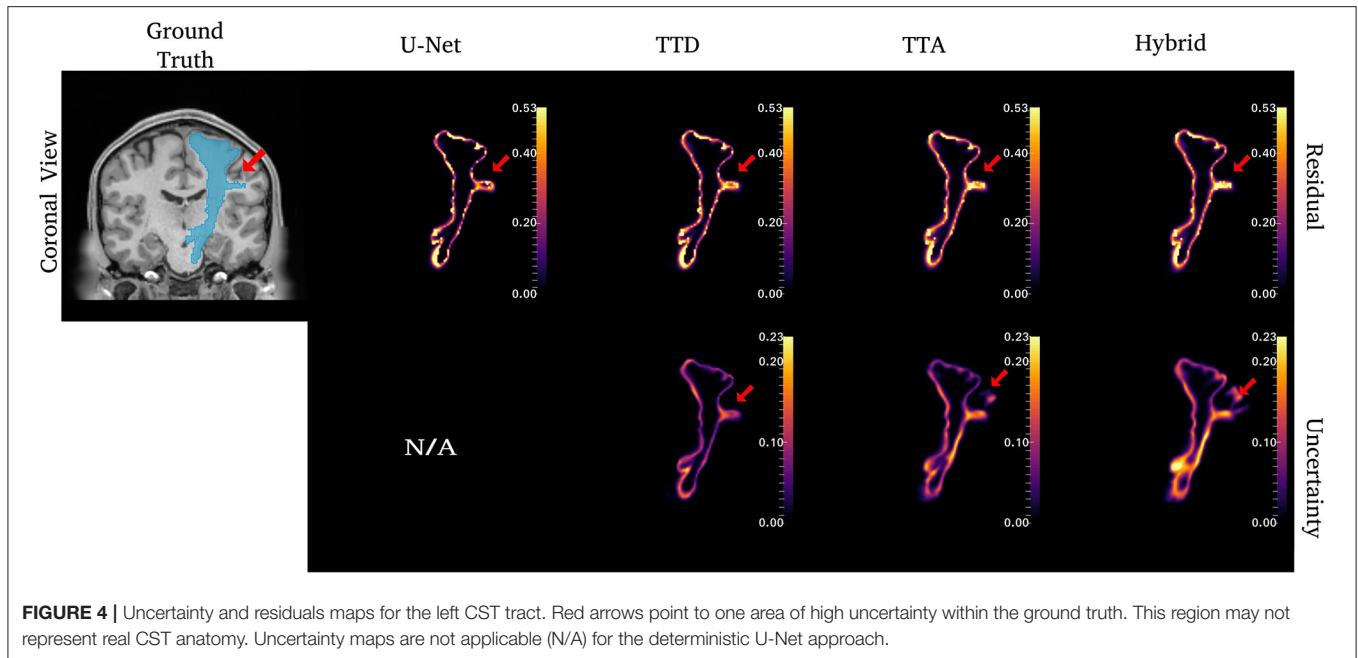 Ground
Truth
U-Net
TTD
TTA
Hybrid
Coronal View
0.53
0.40
0.20
0.00
0.53
0.40
0.20
0.00
0.53
0.40
0.20
0.00
0.53
0.40
0.20
0.00
Residual
N/A
0.23
0.20
0.10
0.00
0.23
0.20
0.10
0.00
0.23
0.20
0.10
0.00
Uncertainty
FIGURE 4 | Uncertainty and residuals maps for the left CST tract. Red arrows point to one area of high uncertainty within the ground truth. This region may not
represent real CST anatomy. Uncertainty maps are not applicable (N/A) for the deterministic U-Net approach.